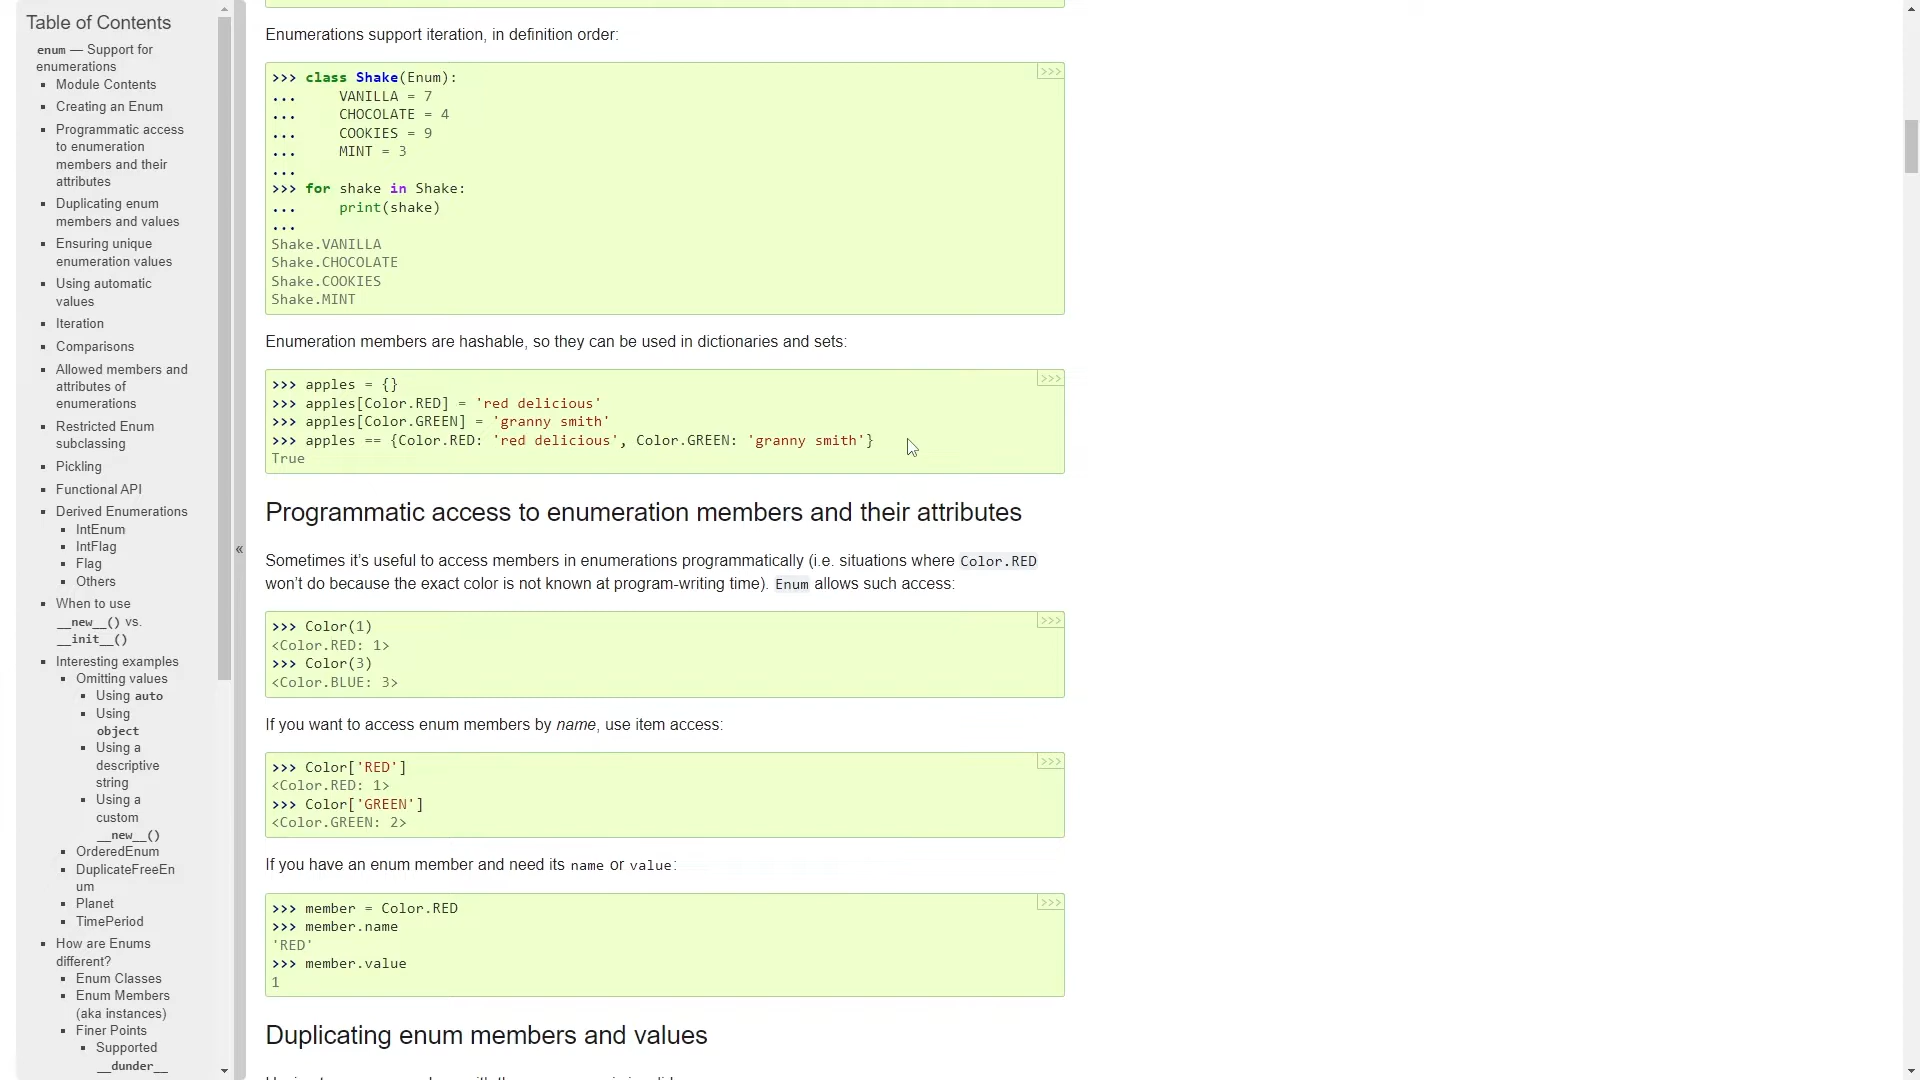 Table of Contents
enum — Support for
enumerations
▪ Module Contents
▪ Creating an Enum
▪ Programmatic access
to enumeration
members and their
attributes
▪ Duplicating enum
members and values
▪ Ensuring unique
enumeration values
▪ Using automatic
values
▪ Iteration
▪ Comparisons
▪ Allowed members and
attributes of
enumerations
▪ Restricted Enum
subclassing
▪ Pickling
▪ Functional API
▪ Derived Enumerations
▪ IntEnum
▪ IntFlag
▪ Flag
▪ Others
▪ When to use
__new__() vs.
__init__()
▪ Interesting examples
▪ Omitting values
▪ Using auto
▪ Using
object
▪ Using a
descriptive
string
▪ Using a
custom
__new__()
▪ OrderedEnum
▪ DuplicateFreeEn
um
▪ Planet
▪ TimePeriod
▪ How are Enums
different?
▪ Enum Classes
▪ Enum Members
(aka instances)
▪ Finer Points
▪ Supported
__dunder__
«
Enumerations support iteration, in definition order:
>>>
>>> class Shake(Enum):
...     VANILLA = 7
...     CHOCOLATE = 4
...     COOKIES = 9
...     MINT = 3
...
>>> for shake in Shake:
...     print(shake)
...
Shake.VANILLA
Shake.CHOCOLATE
Shake.COOKIES
Shake.MINT
Enumeration members are hashable, so they can be used in dictionaries and sets:
>>>
>>> apples = {}
>>> apples[Color.RED] = 'red delicious'
>>> apples[Color.GREEN] = 'granny smith'
>>> apples == {Color.RED: 'red delicious', Color.GREEN: 'granny smith'}
True
Programmatic access to enumeration members and their attributes
Sometimes it’s useful to access members in enumerations programmatically (i.e. situations where Color.RED
won’t do because the exact color is not known at program-writing time). Enum allows such access:
>>>
>>> Color(1)
<Color.RED: 1>
>>> Color(3)
<Color.BLUE: 3>
If you want to access enum members by name, use item access:
>>>
>>> Color['RED']
<Color.RED: 1>
>>> Color['GREEN']
<Color.GREEN: 2>
If you have an enum member and need its name or value:
>>>
>>> member = Color.RED
>>> member.name
'RED'
>>> member.value
1
Duplicating enum members and values